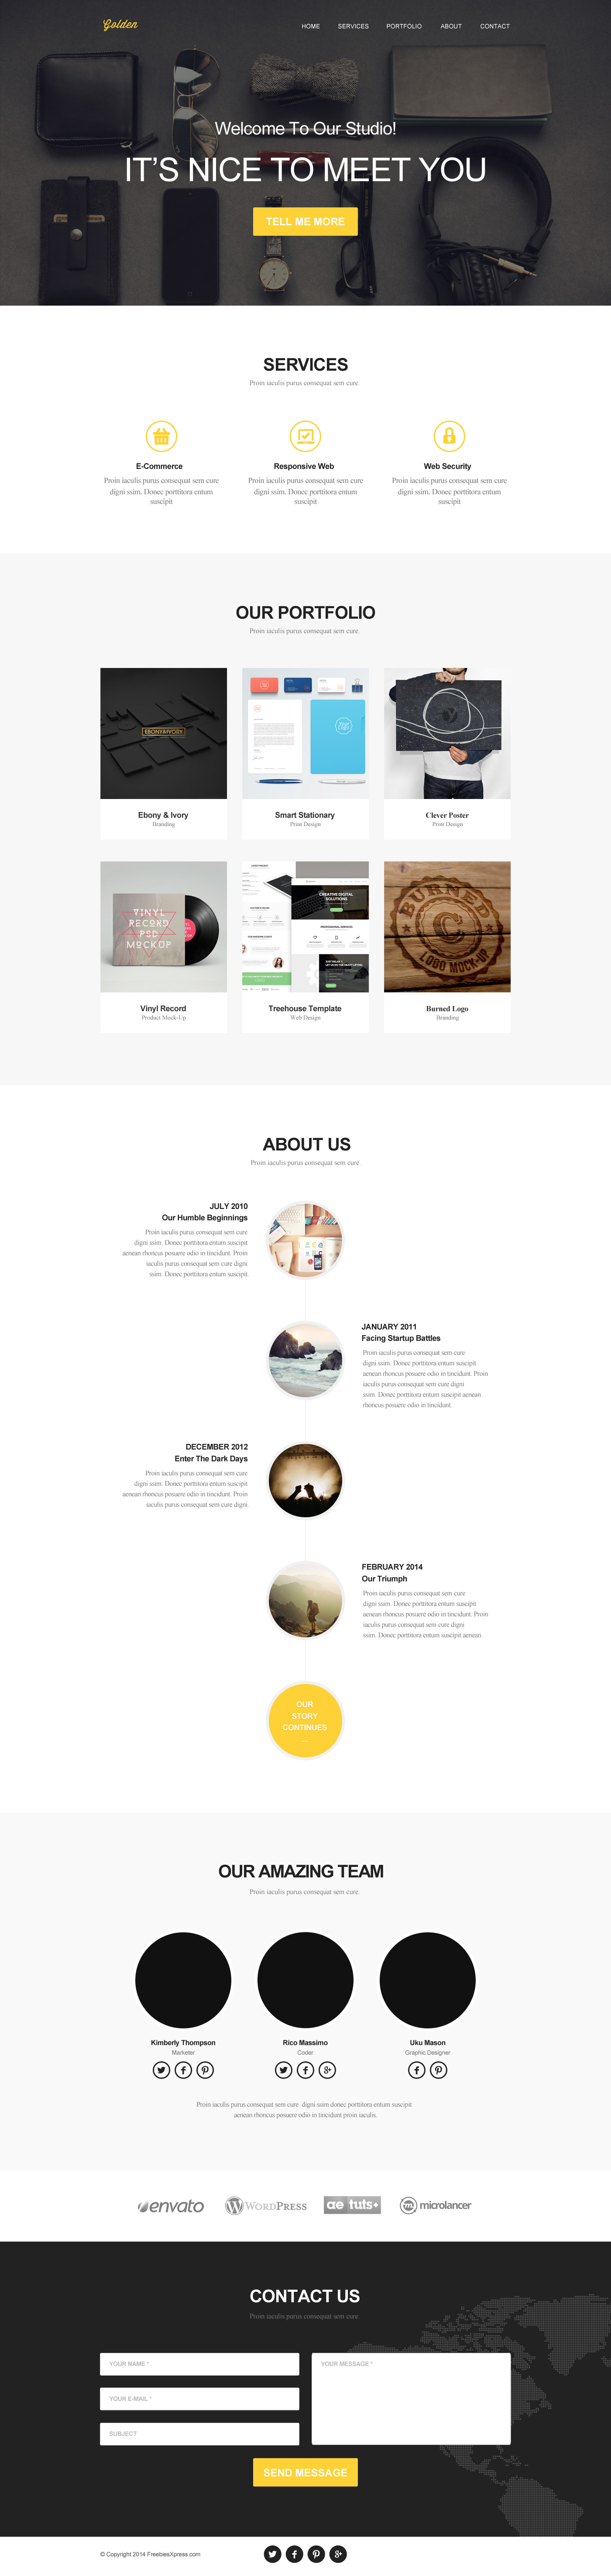 Golden
HOME SERVICES PORTFOLIO ABOUT CONTACT
Welcome To Our Studio!
IT'S NICE TO MEET YOU
TELL ME MORE
SERVICES
Proin iaculis purus consequat sem cure.
E-Commerce
Proin iaculis purus consequat sem cure
digni ssim. Donec porttitora entum
suscipit
Responsive Web
Proin iaculis purus consequat sem cure
digni ssim. Donec porttitora entum
suscipit
Web Security
Proin iaculis purus consequat sem cure
digni ssim. Donec porttitora entum
suscipit
OUR PORTFOLIO
Proin iaculis purus consequat sem cure.
EBONY&IVORY
Ebony & Ivory
Branding
Smart Stationary
Print Design
Clever Poster
Print Design
VINYL
RECORD
PSD
MOCKUP
Vinyl Record
Product Mock-Up
CREATIVE DIGITAL
SOLUTIONS
PROFESSIONAL SERVICES
Treehouse Template
Web Design
BURNED
LOGO MOCK-UP
Burned Logo
Branding
ABOUT US
Proin iaculis purus consequat sem cure.
JULY 2010
Our Humble Beginnings
Proin iaculis purus consequat sem cure
digni ssim. Donec porttitora entum suscipit
aenean rhoncus posuere odio in tincidunt. Proin
iaculis purus consequat sem cure digni
ssim. Donec porttitora entum suscipit.
JANUARY 2011
Facing Startup Battles
Proin iaculis purus consequat sem cure
digni ssim. Donec porttitora entum suscipit
aenean rhoncus posuere odio in tincidunt. Proin
iaculis purus consequat sem cure digni
ssim. Donec porttitora entum suscipit aenean
rhoncus posuere odio in tincidunt.
DECEMBER 2012
Enter The Dark Days
Proin iaculis purus consequat sem cure
digni ssim. Donec porttitora entum suscipit
aenean rhoncus posuere odio in tincidunt. Proin
iaculis purus consequat sem cure digni.
FEBRUARY 2014
Our Triumph
Proin iaculis purus consequat sem cure
digni ssim. Donec porttitora entum suscipit
aenean rhoncus posuere odio in tincidunt. Proin
iaculis purus consequat sem cure digni
ssim. Donec porttitora entum suscipit aenean.
OUR
STORY
CONTINUES
...
OUR AMAZING TEAM
Proin iaculis purus consequat sem cure.
Kimberly Thompson
Marketer
Rico Massimo
Coder
Uku Mason
Graphic Designer
Proin iaculis purus consequat sem cure digni ssim donec porttitora entum suscipit
aenean rhoncus posuere odio in tincidunt proin iaculis.
envato
WORDPRESS
ae tuts+
microlancer
CONTACT US
Proin iaculis purus consequat sem cure.
YOUR NAME *
YOUR E-MAIL *
SUBJECT
YOUR MESSAGE *
SEND MESSAGE
© Copyright 2014 FreebiesXpress.com